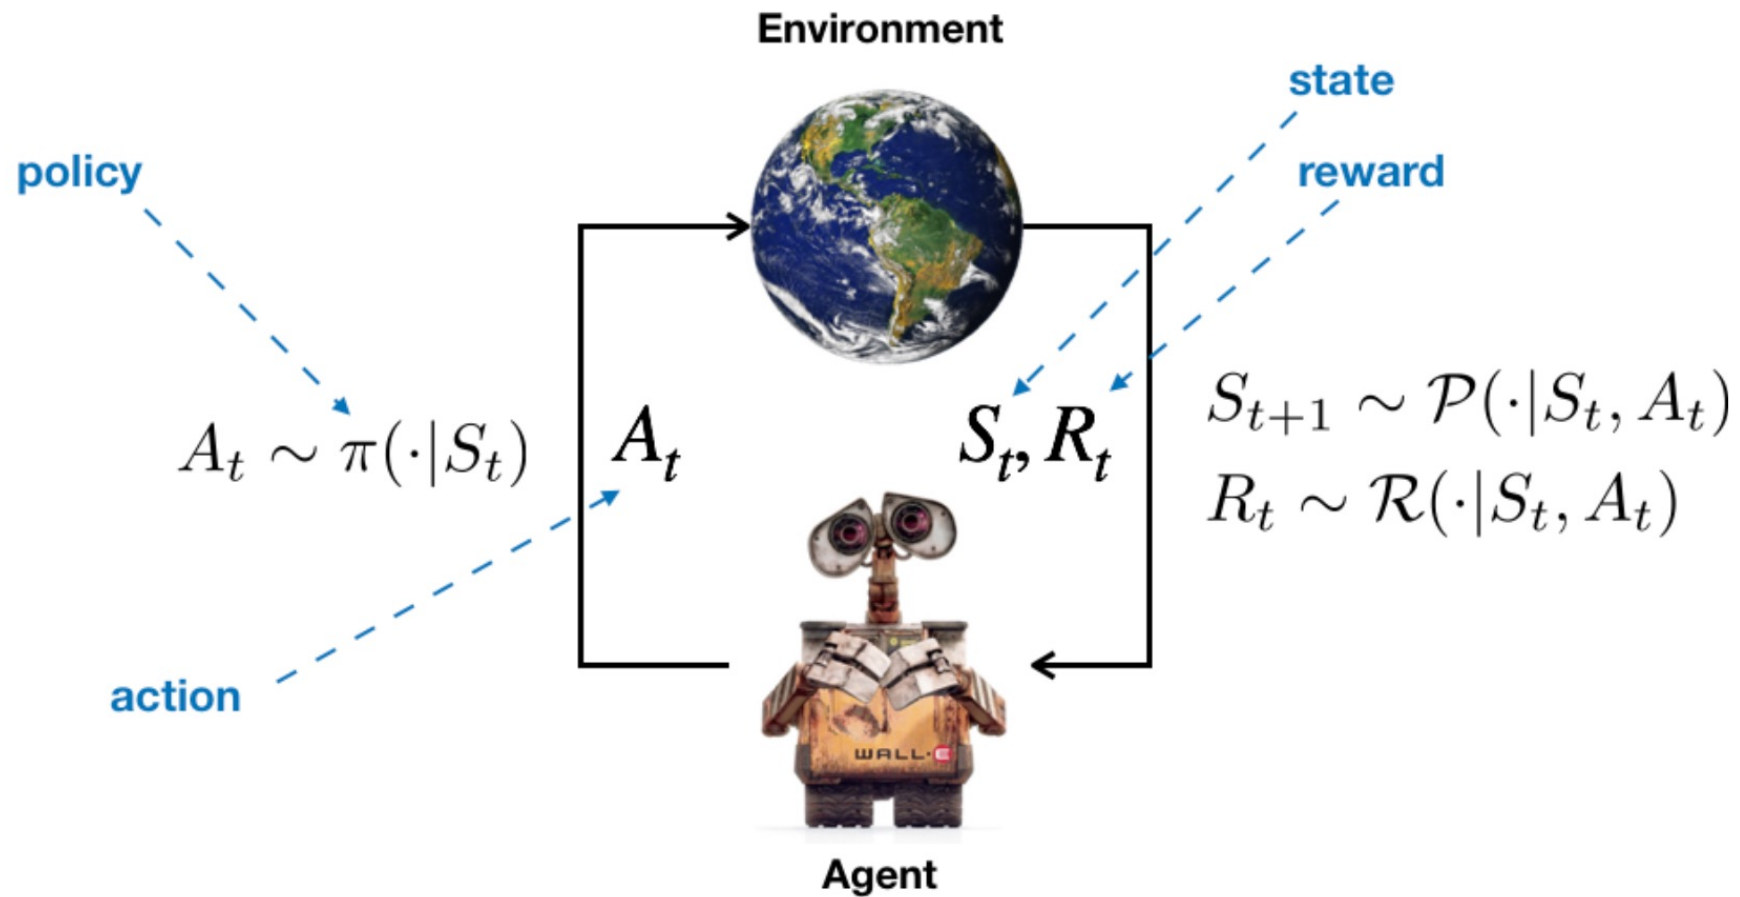 Environment
state
policy
reward
S_{t+1} ∼ 𝒫(·|S_t, A_t)
A_t ∼ π(·|S_t)
A_t
S_t, R_t
R_t ∼ ℛ(·|S_t, A_t)
action
WALL·E
Agent